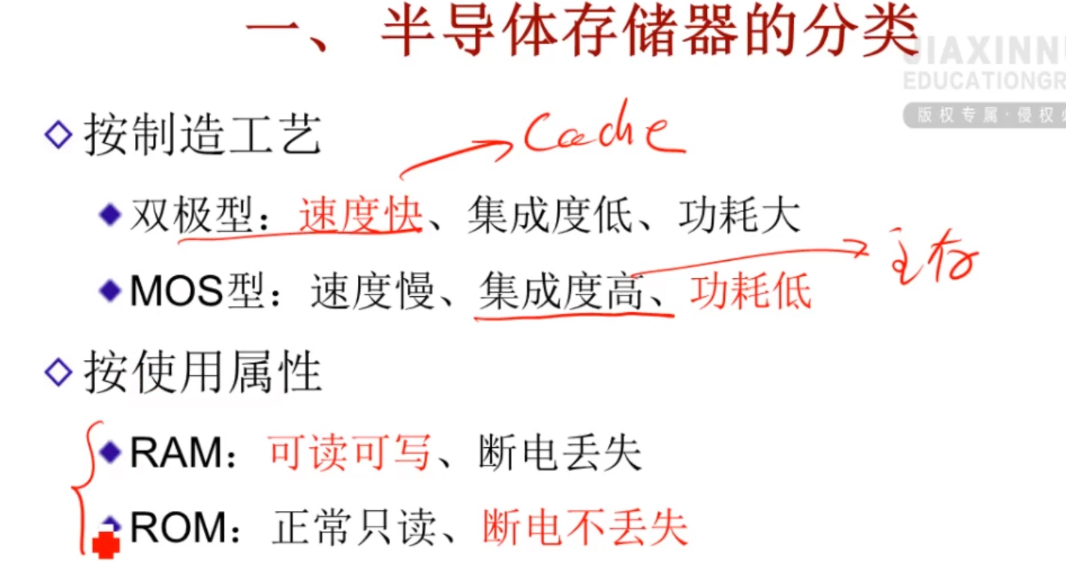 一、 半导体存储器的分类
JIAXINN
EDUCATIONGR
版权专属·侵权
按制造工艺
Cache
双极型：速度快、集成度低、功耗大
主存
MOS型：速度慢、集成度高、功耗低
按使用属性
RAM：可读可写、断电丢失
ROM：正常只读、断电不丢失